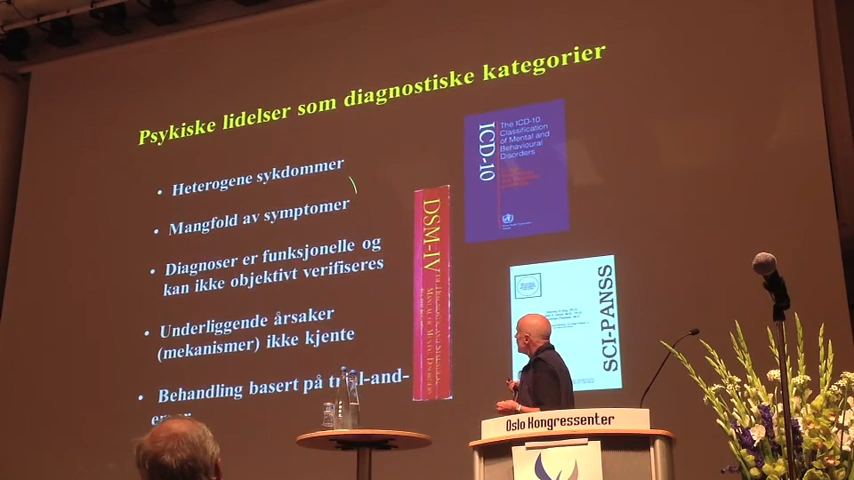 Psykiske lidelser som diagnostiske kategorier
• Heterogene sykdommer
• Mangfold av symptomer
• Diagnoser er funksjonelle og
kan ikke objektivt verifiseres
• Underliggende årsaker
(mekanismer) ikke kjente
• Behandling basert på trial-and-
ICD-10
The ICD-10
Classification
of Mental and
Behavioural
Disorders
DSM-IV
SCI-PANSS
Oslo Kongressenter